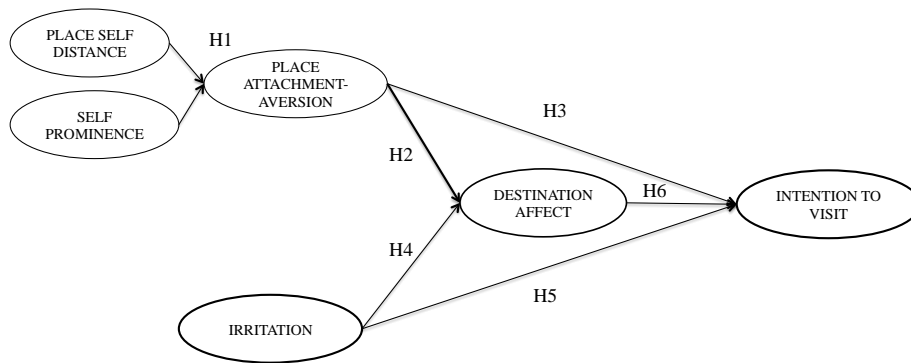 PLACE SELF
DISTANCE
H1
PLACE
ATTACHMENT-
AVERSION
SELF
PROMINENCE
H3
H2
DESTINATION
AFFECT
H6
INTENTION TO
VISIT
H4
H5
IRRITATION